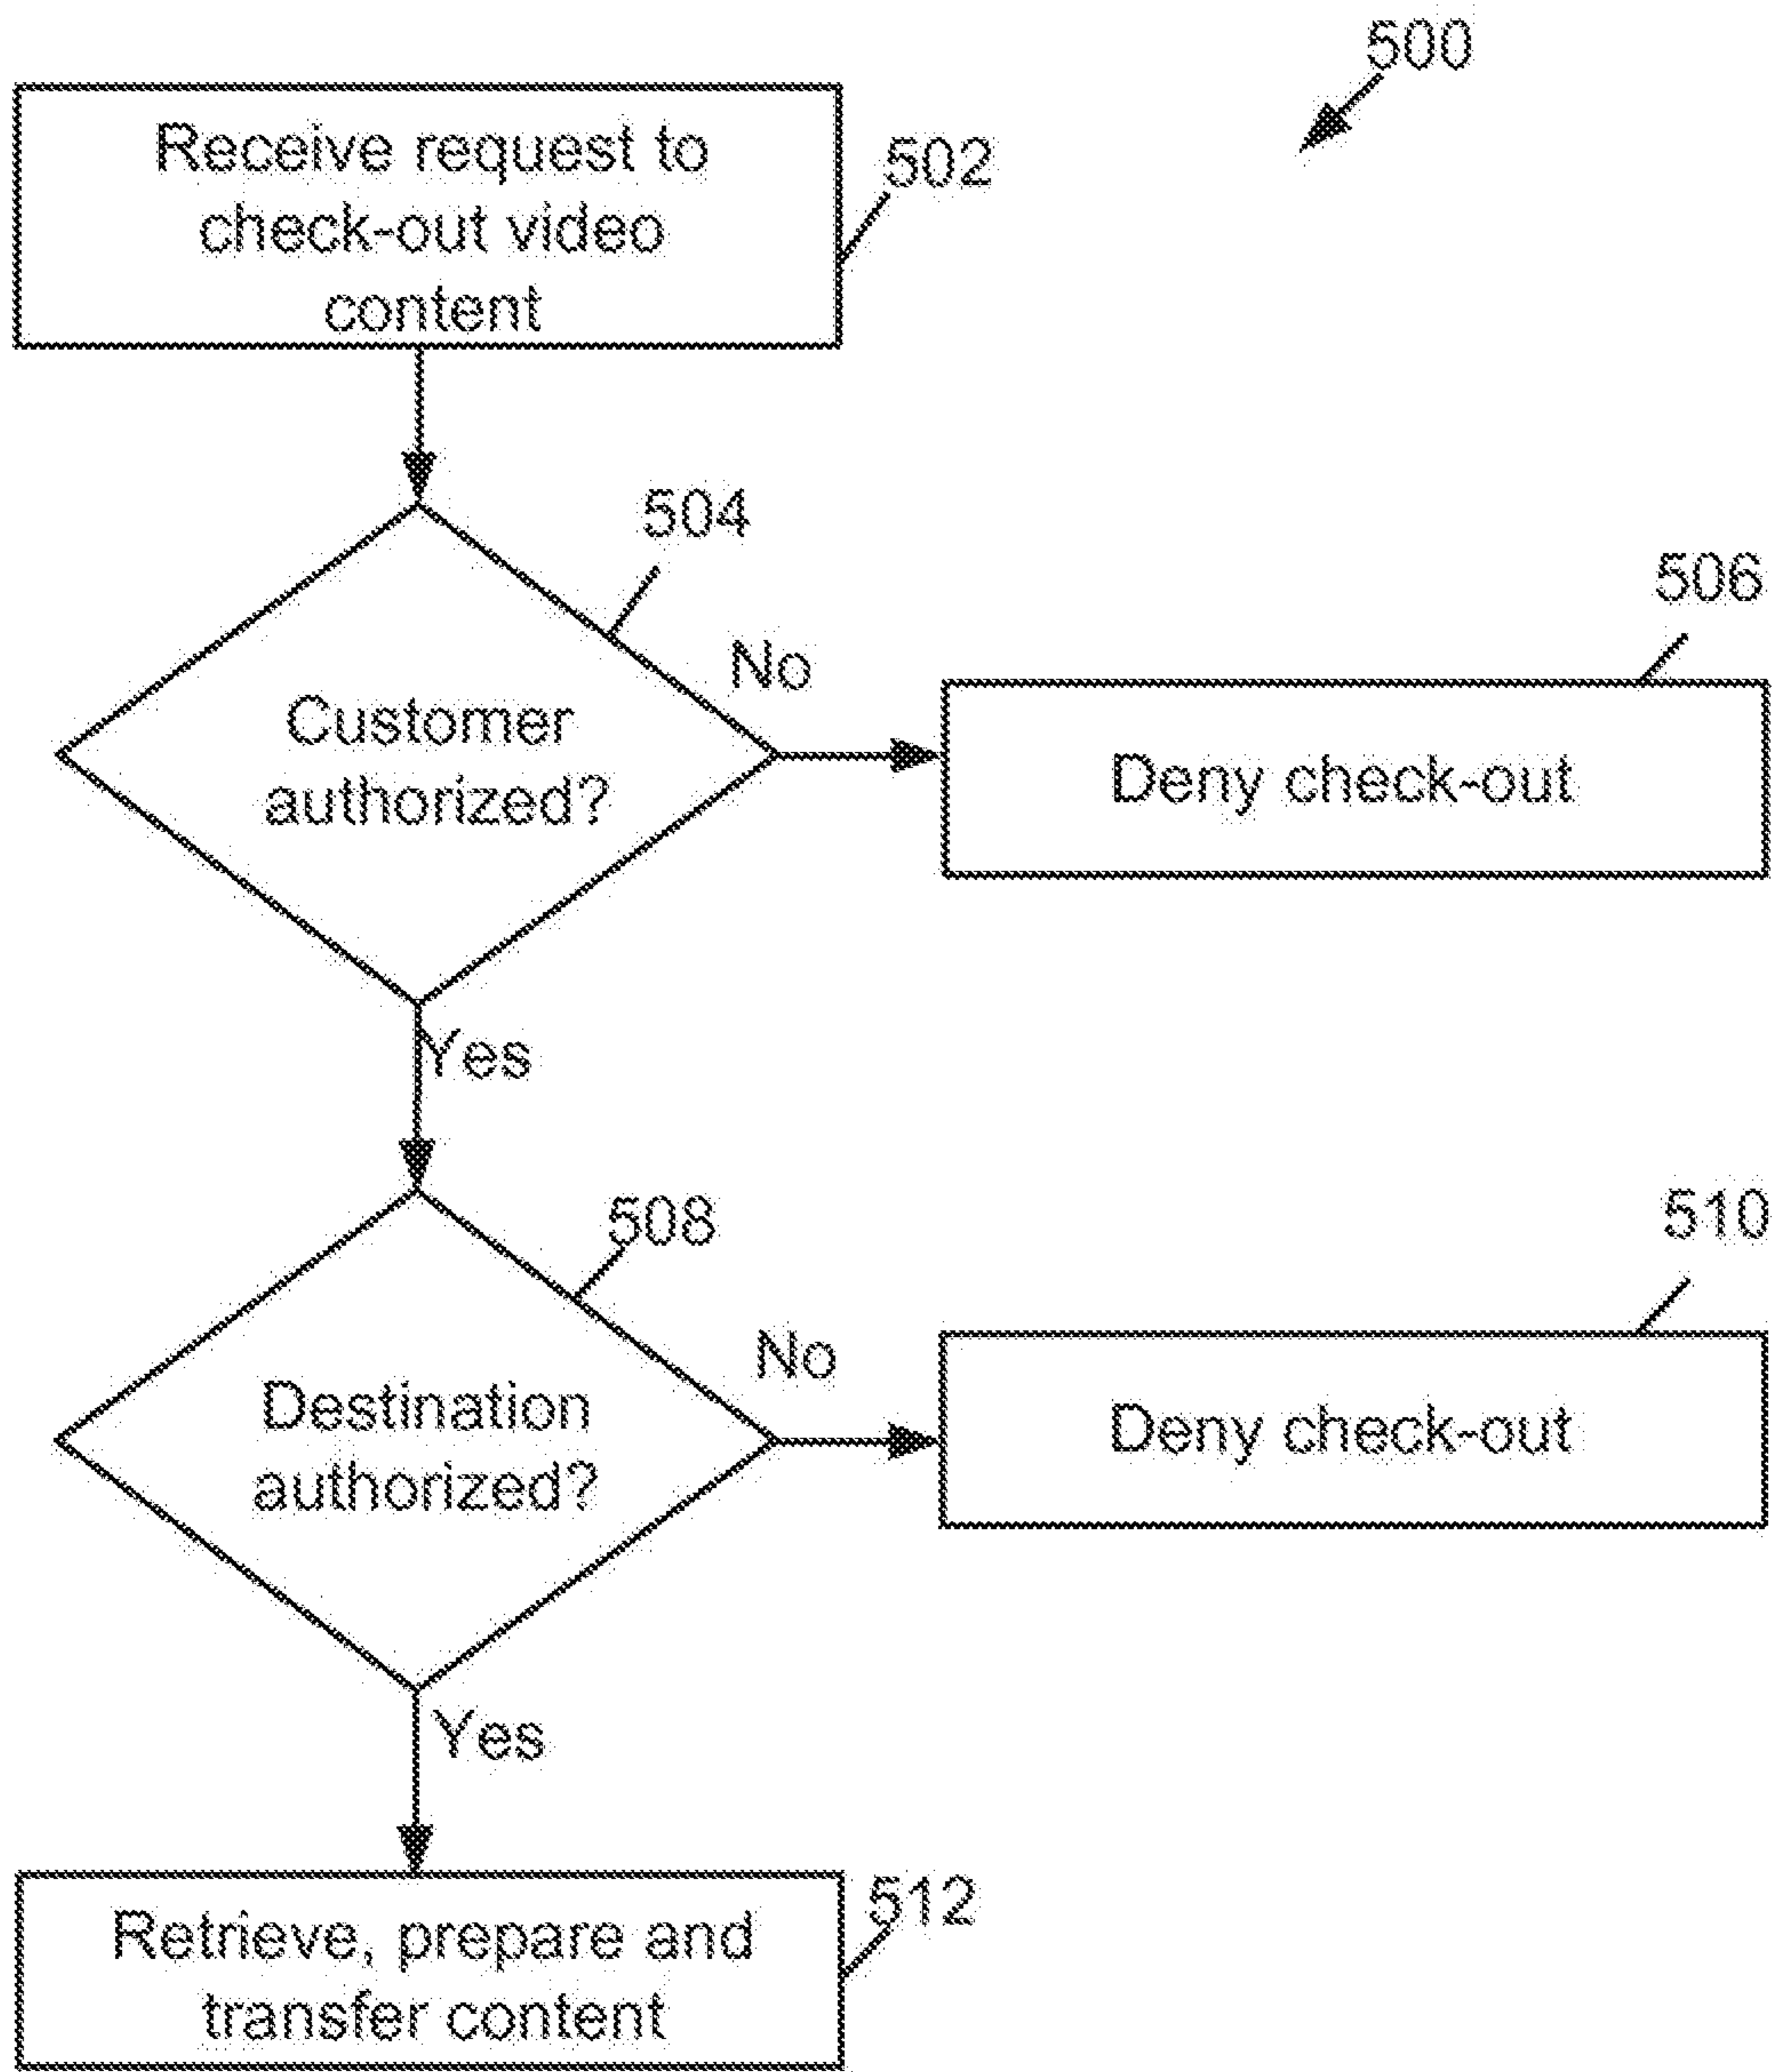 500
Receive request to
check-out video
content
502
504
Customer
authorized?
No
506
Deny check-out
Yes
508
Destination
authorized?
No
510
Deny check-out
Yes
Retrieve, prepare and
transfer content
512